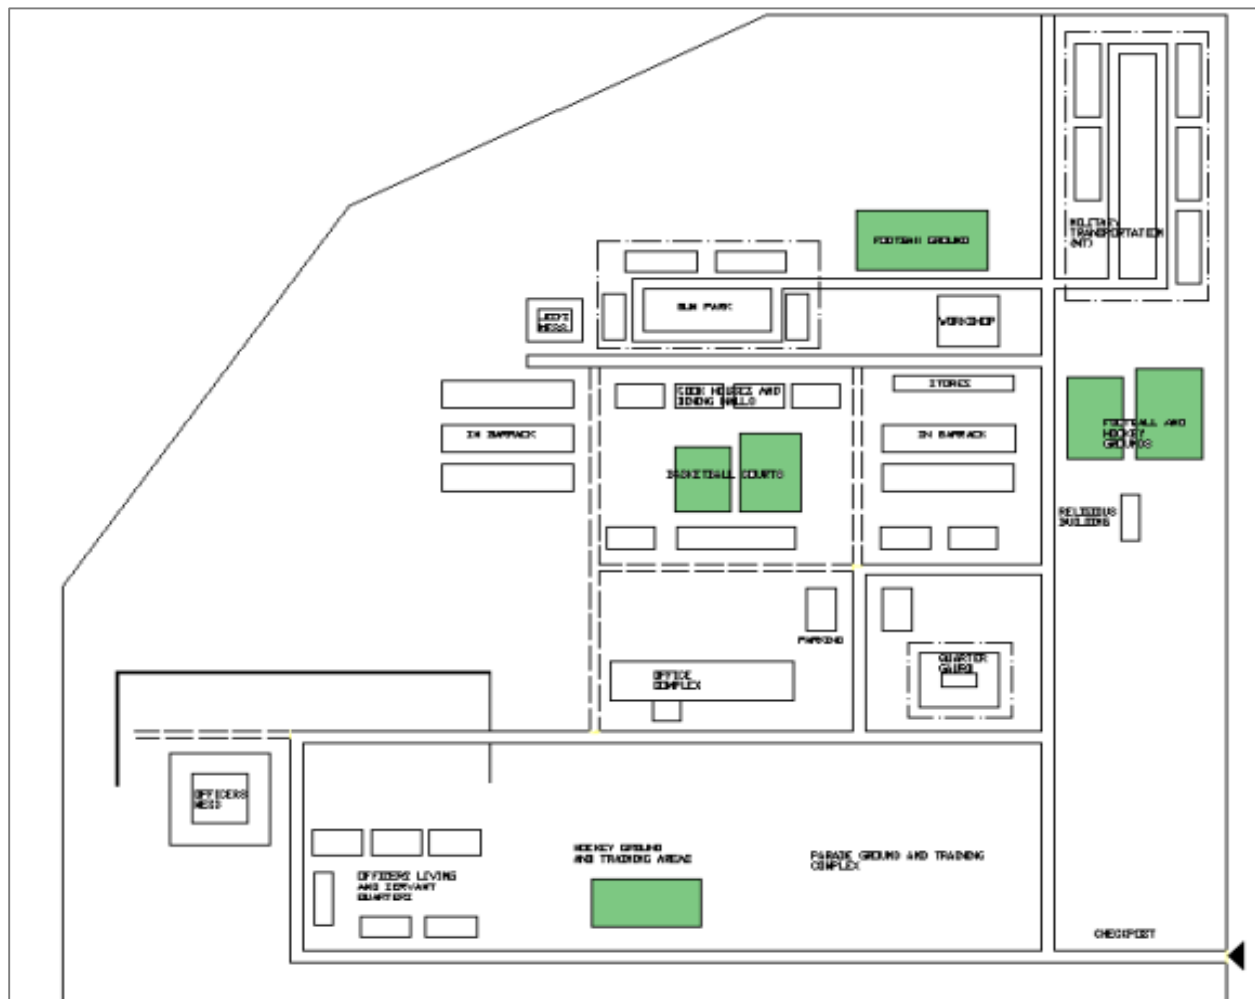 FOOTBALL GROUND
MILITARY
TRANSPORTATION
(MT)
GUN PARK
MESS
WORKSHOP
COOK HOUSES AND
DINING HALLS
STORES
IN BARRACK
IN BARRACK
FOOTBALL AND
HOCKEY
GROUNDS
BASKETBALL COURTS
RELIGIOUS
BUILDING
PARKING
OFFICE
COMPLEX
QUARTER
OFFICERS
MESS
HOCKEY GROUND
AND TRAINING AREAS
PARADE GROUND AND TRAINING
COMPLEX
OFFICERS LIVING
AND SERVANT
QUARTERS
CHECKPOST